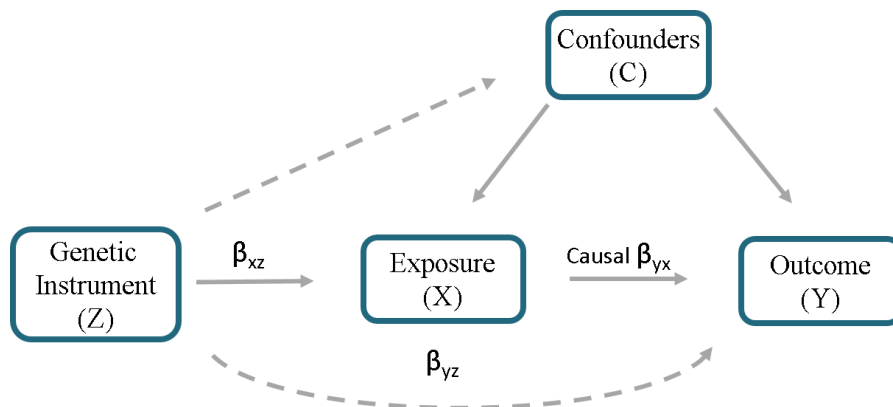 Confounders
(C)
Genetic
Instrument
(Z)
βxz
Exposure
(X)
Causal βyx
Outcome
(Y)
βyz